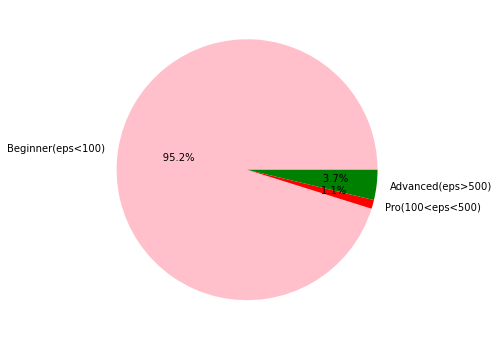 Beginner(eps<100)
95.2%
3.7%
1.1%
Advanced(eps>500)
Pro(100<eps<500)